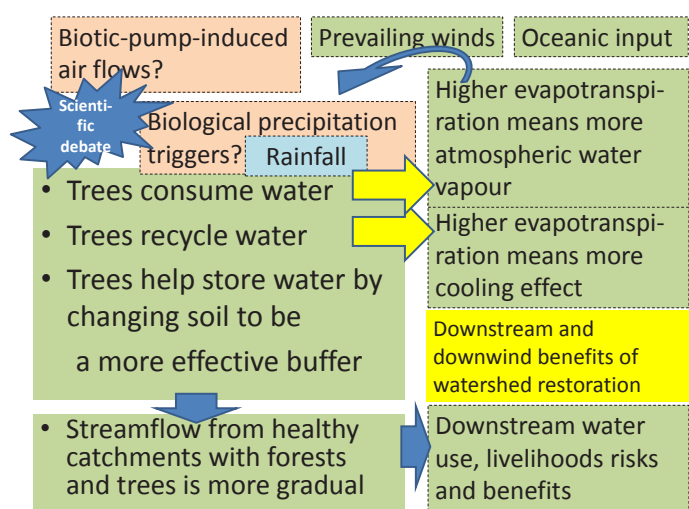 Biotic-pump-induced
air flows?
Prevailing winds
Oceanic input
Scienti-
fic
debate
Biological precipitation
triggers?
Rainfall
Higher evapotranspi-
ration means more
atmospheric water
vapour
• Trees consume water
• Trees recycle water
• Trees help store water by
changing soil to be
a more effective buffer
Higher evapotranspi-
ration means more
cooling effect
Downstream and
downwind benefits of
watershed restoration
• Streamflow from healthy
catchments with forests
and trees is more gradual
Downstream water
use, livelihoods risks
and benefits